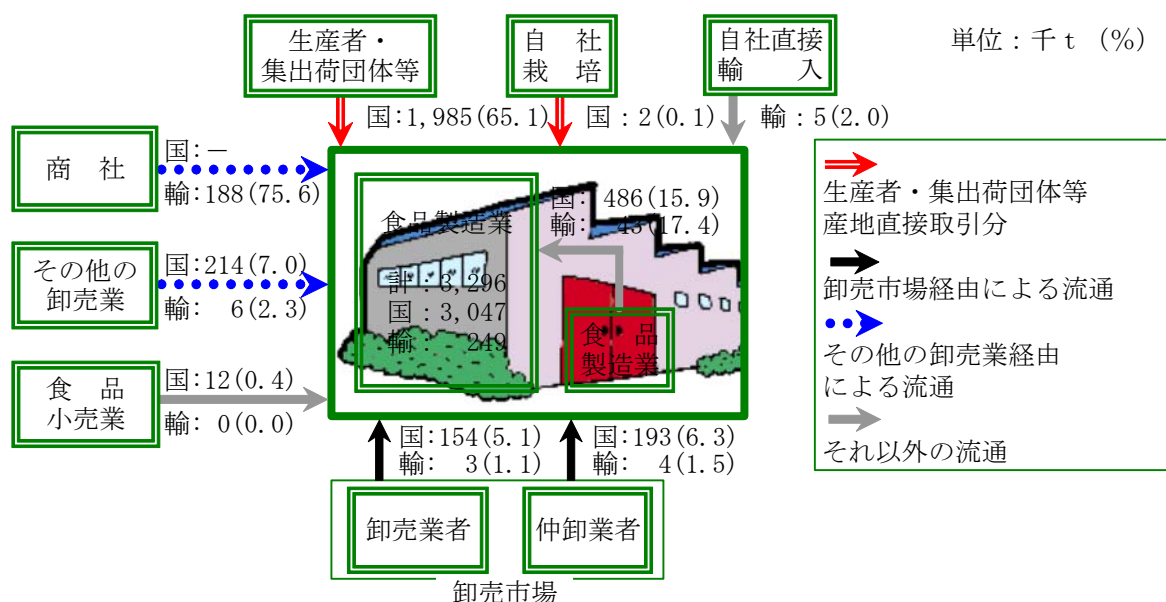 生産者・
集出荷団体等
自　社
栽　培
自社直接
輸　　入
単位：千ｔ（％）
国:1,985(65.1)
国：2(0.1)
輸：5(2.0)
商　社
国:－
輸:188(75.6)
その他の
卸売業
国:214(7.0)
輸:　6(2.3)
食　品
小売業
国:12(0.4)
輸: 0(0.0)
食品製造業
計：3,296
国：3,047
輸：　249
国: 486(15.9)
輸:　43(17.4)
食　品
製造業
国:154(5.1)
輸:　3(1.1)
国:193(6.3)
輸:　4(1.5)
卸売業者
仲卸業者
卸売市場
生産者・集出荷団体等
産地直接取引分
卸売市場経由による流通
その他の卸売業経由
による流通
それ以外の流通